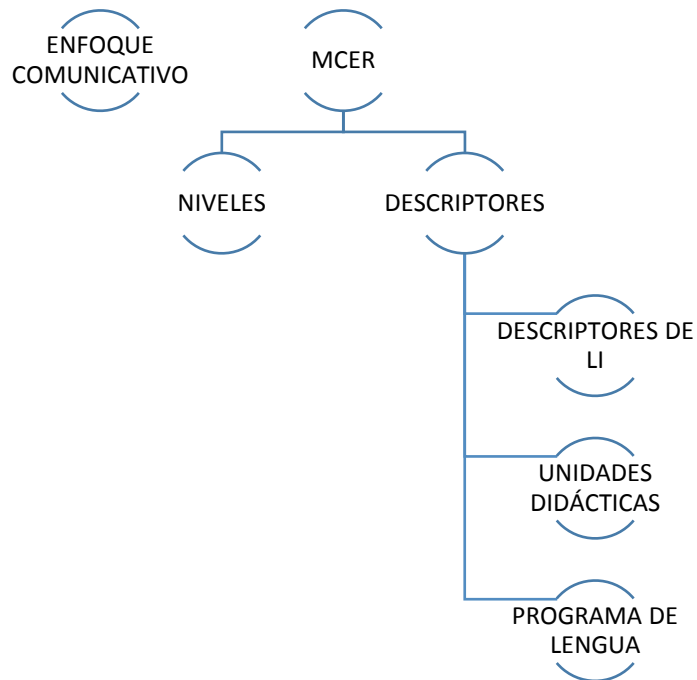 ENFOQUE
COMUNICATIVO
MCER
NIVELES
DESCRIPTORES
DESCRIPTORES DE
LI
UNIDADES
DIDÁCTICAS
PROGRAMA DE
LENGUA